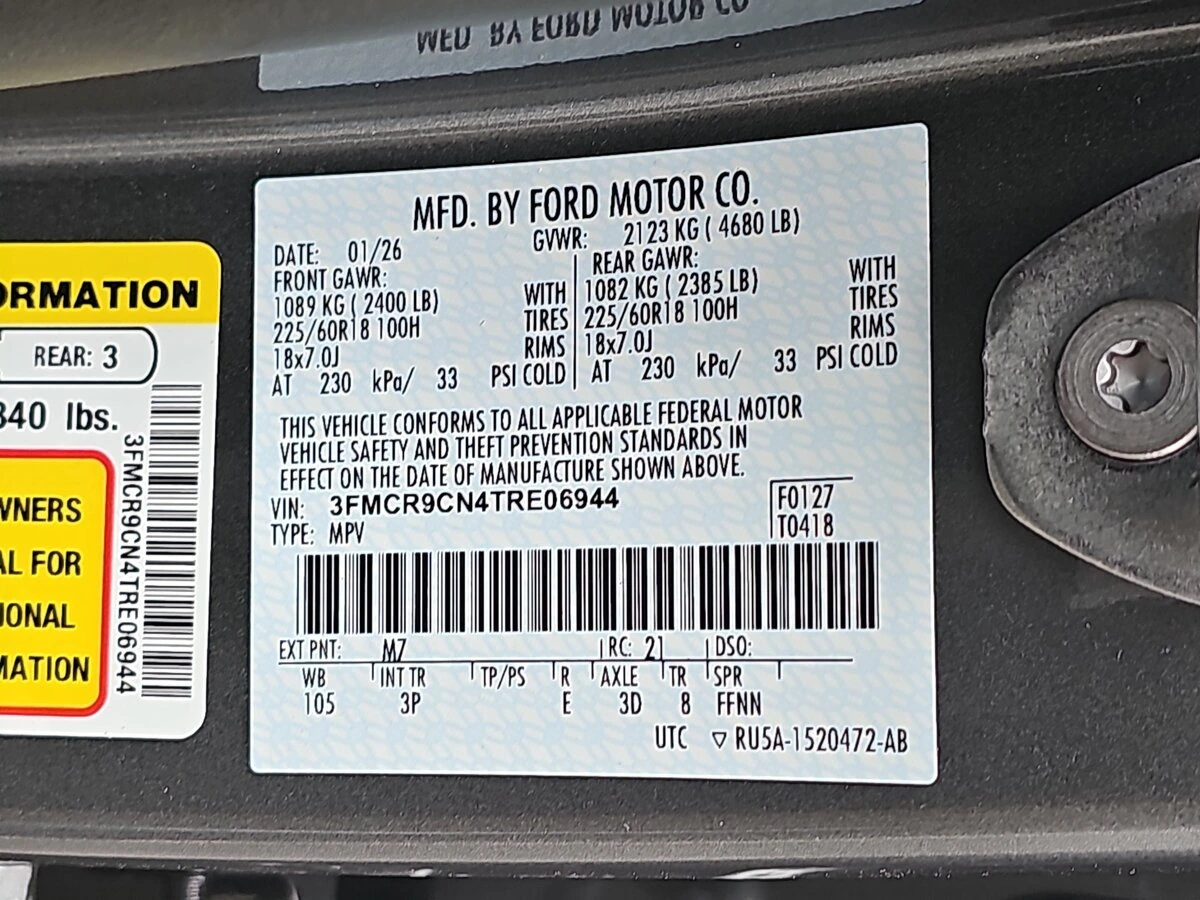 MFD. BY FORD MOTOR CO
MFD. BY FORD MOTOR CO.
DATE: 01/26 GVWR: 2123 KG ( 4680 LB)
FRONT GAWR: REAR GAWR:
1089 KG ( 2400 LB) WITH 1082 KG ( 2385 LB) WITH
225/60R18 100H TIRES 225/60R18 100H TIRES
18x7.0J RIMS 18x7.0J RIMS
AT 230 kPa/ 33 PSI COLD AT 230 kPa/ 33 PSI COLD
THIS VEHICLE CONFORMS TO ALL APPLICABLE FEDERAL MOTOR
VEHICLE SAFETY AND THEFT PREVENTION STANDARDS IN
EFFECT ON THE DATE OF MANUFACTURE SHOWN ABOVE.
VIN: 3FMCR9CN4TRE06944 F0127
TYPE: MPV T0418
EXT PNT: M7 RC: 21 DSO:
WB INT TR TP/PS R AXLE TR SPR
105 3P E 3D 8 FFNN
UTC ▽ RU5A-1520472-AB
ORMATION
REAR: 3
840 lbs.
3FMCR9CN4TRE06944
WNERS
AL FOR
IONAL
MATION